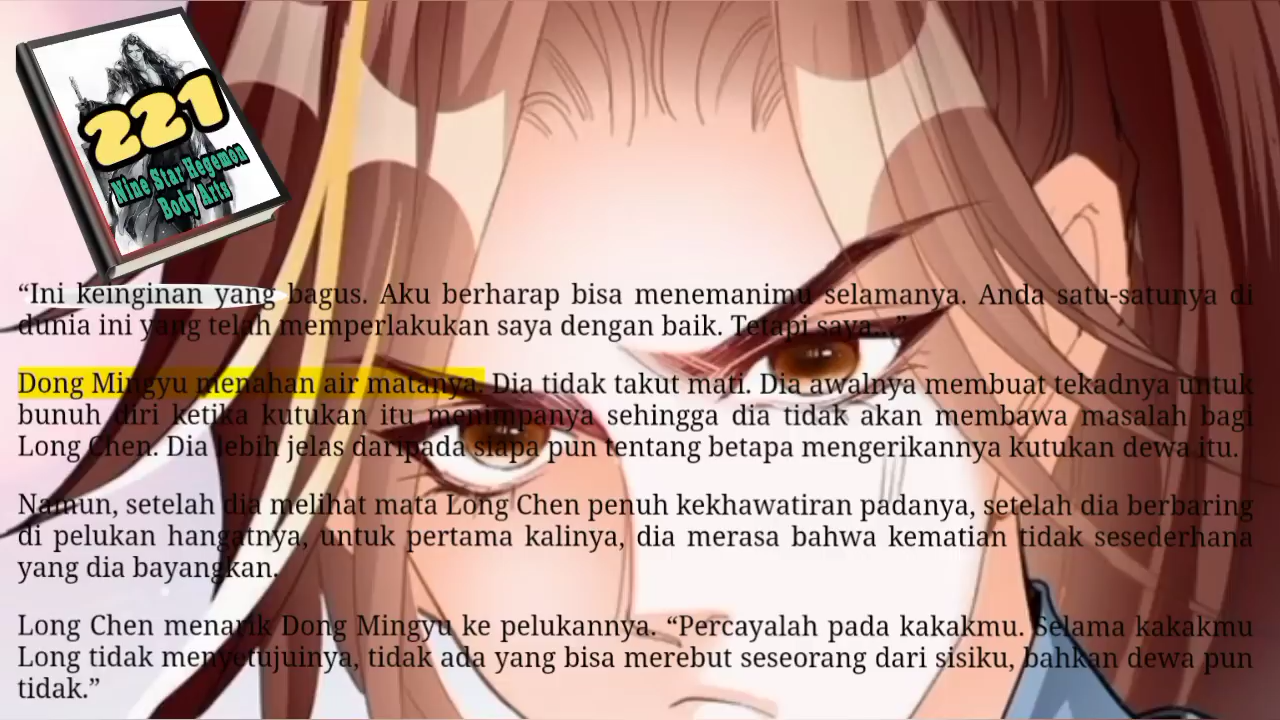 221
Nine Star Hegemon
Body Arts
“Ini keinginan yang bagus. Aku berharap bisa menemanimu selamanya. Anda satu-satunya di
dunia ini yang telah memperlakukan saya dengan baik. Tetapi saya...”
Dong Mingyu menahan air matanya. Dia tidak takut mati. Dia awalnya membuat tekadnya untuk
bunuh diri ketika kutukan itu menimpanya sehingga dia tidak akan membawa masalah bagi
Long Chen. Dia lebih jelas daripada siapa pun tentang betapa mengerikannya kutukan dewa itu.
Namun, setelah dia melihat mata Long Chen penuh kekhawatiran padanya, setelah dia berbaring
di pelukan hangatnya, untuk pertama kalinya, dia merasa bahwa kematian tidak sesederhana
yang dia bayangkan.
Long Chen menarik Dong Mingyu ke pelukannya. “Percayalah pada kakakmu. Selama kakakmu
Long tidak menyetujuinya, tidak ada yang bisa merebut seseorang dari sisiku, bahkan dewa pun
tidak.”